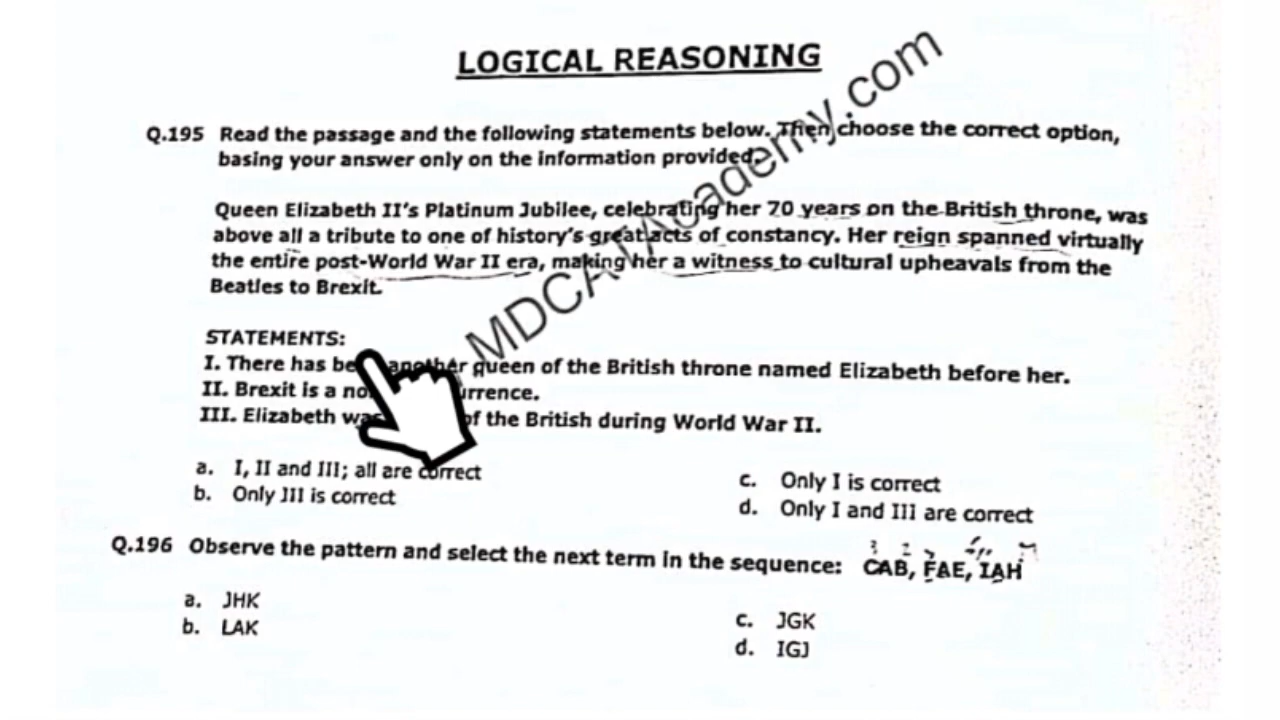 LOGICAL REASONING
MDCATAcademy.com
Q.195 Read the passage and the following statements below. Then choose the correct option,
basing your answer only on the information provided.
Queen Elizabeth II's Platinum Jubilee, celebrating her 70 years on the British throne, was
above all a tribute to one of history's great acts of constancy. Her reign spanned virtually
the entire post-World War II era, making her a witness to cultural upheavals from the
Beatles to Brexit.
STATEMENTS:
I. There has another queen of the British throne named Elizabeth before her.
II. Brexit is a
III. Elizabeth of the British during World War II.
a. I, II and III; all are correct
b. Only III is correct
c. Only I is correct
d. Only I and III are correct
Q.196 Observe the pattern and select the next term in the sequence: CAB, FAE, IAH
a. JHK
b. LAK
c. JGK
d. IGJ